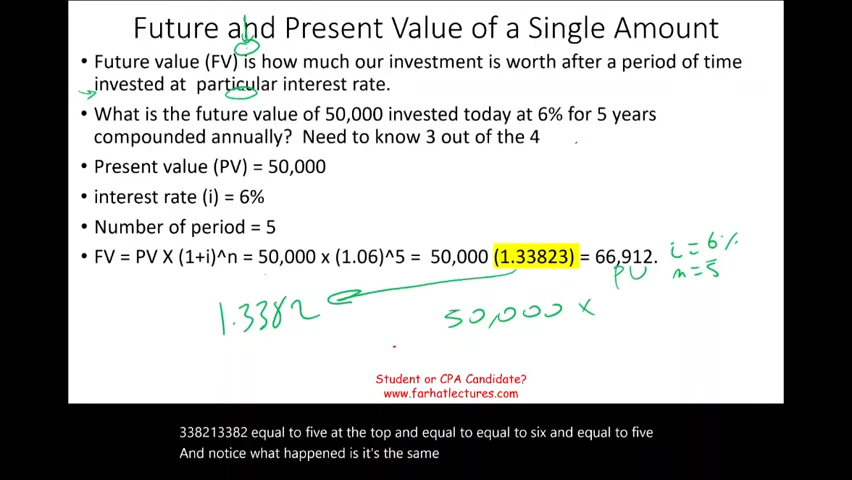 Future and Present Value of a Single Amount
• Future value (FV) is how much our investment is worth after a period of time
invested at particular interest rate.
• What is the future value of 50,000 invested today at 6% for 5 years
compounded annually? Need to know 3 out of the 4
• Present value (PV) = 50,000
• interest rate (i) = 6%
• Number of period = 5
• FV = PV X (1+i)^n = 50,000 x (1.06)^5 = 50,000 (1.33823) = 66,912.
i = 6%
PV n = 5
1.3382 50,000 x
Student or CPA Candidate?
www.farhatlectures.com
338213382 equal to five at the top and equal to equal to six and equal to five
And notice what happened is it's the same